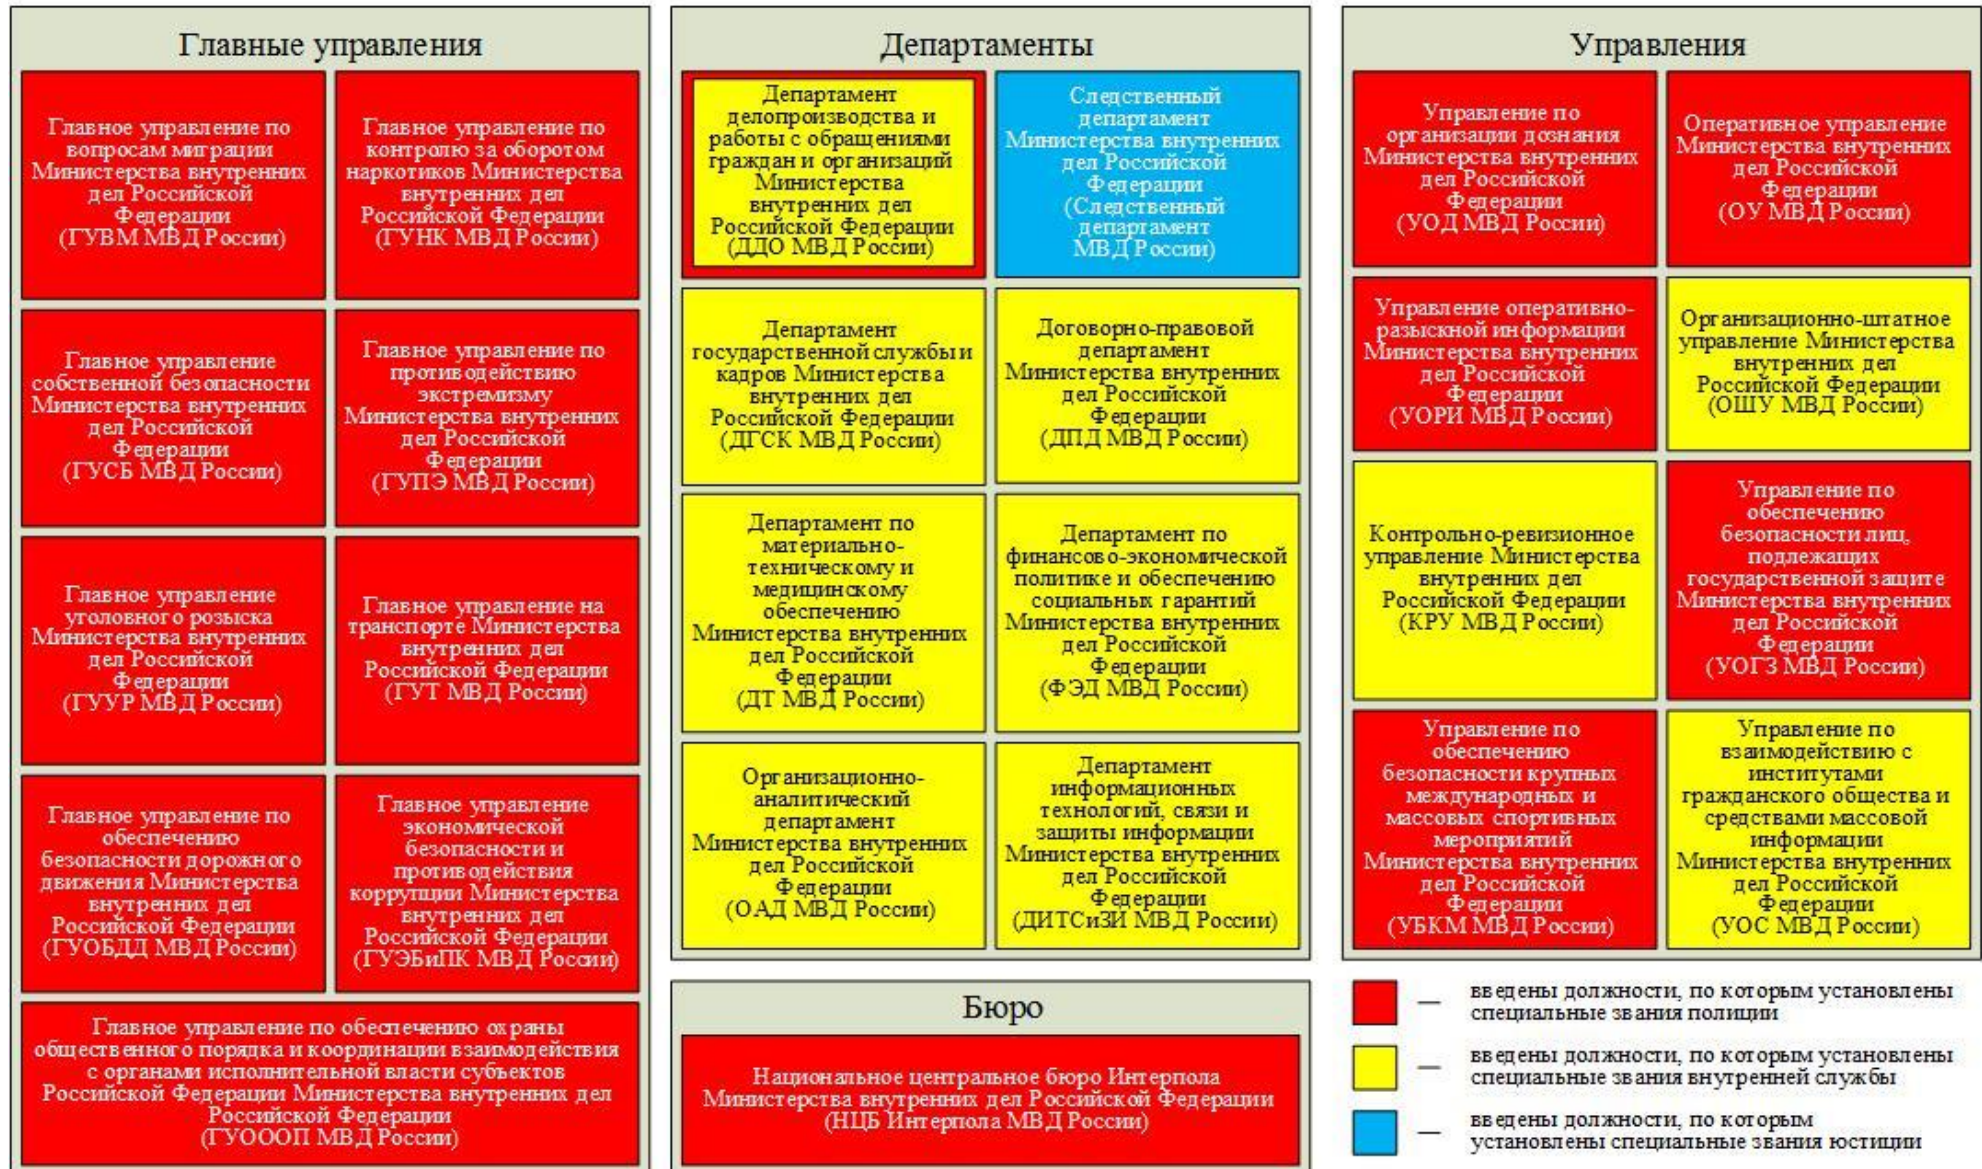 Главные управления
Главное управление по
вопросам миграции
Министерства внутренних
дел Российской
Федерации
(ГУВМ МВД России)
Главное управление по
контролю за оборотом
наркотиков Министерства
внутренних дел
Российской Федерации
(ГУНК МВД России)
Главное управление
собственной безопасности
Министерства внутренних
дел Российской
Федерации
(ГУСБ МВД России)
Главное управление по
противодействию
экстремизму
Министерства внутренних
дел Российской
Федерации
(ГУПЭ МВД России)
Главное управление
уголовного розыска
Министерства внутренних
дел Российской
Федерации
(ГУУР МВД России)
Главное управление на
транспорте Министерства
внутренних дел
Российской Федерации
(ГУТ МВД России)
Главное управление по
обеспечению
безопасности дорожного
движения Министерства
внутренних дел
Российской Федерации
(ГУОБДД МВД России)
Главное управление
экономической
безопасности и
противодействия
коррупции Министерства
внутренних дел
Российской Федерации
(ГУЭБиПК МВД России)
Главное управление по обеспечению охраны
общественного порядка и координации взаимодействия
с органами исполнительной власти субъектов
Российской Федерации Министерства внутренних дел
Российской Федерации
(ГУОООП МВД России)
Департаменты
Департамент
делопроизводства и
работы с обращениями
граждан и организаций
Министерства
внутренних дел
Российской Федерации
(ДДО МВД России)
Следственный
департамент
Министерства внутренних
дел Российской
Федерации
(Следственный
департамент
МВД России)
Департамент
государственной службы и
кадров Министерства
внутренних дел
Российской Федерации
(ДГСК МВД России)
Договорно-правовой
департамент
Министерства внутренних
дел Российской
Федерации
(ДПД МВД России)
Департамент по
материально-
техническому и
медицинскому
обеспечению
Министерства внутренних
дел Российской
Федерации
(ДТ МВД России)
Департамент по
финансово-экономической
политике и обеспечению
социальных гарантий
Министерства внутренних
дел Российской
Федерации
(ФЭД МВД России)
Организационно-
аналитический
департамент
Министерства внутренних
дел Российской
Федерации
(ОАД МВД России)
Департамент
информационных
технологий, связи и
защиты информации
Министерства внутренних
дел Российской
Федерации
(ДИТСиЗИ МВД России)
Бюро
Национальное центральное бюро Интерпола
Министерства внутренних дел Российской Федерации
(НЦБ Интерпола МВД России)
Управления
Управление по
организации дознания
Министерства внутренних
дел Российской
Федерации
(УОД МВД России)
Оперативное управление
Министерства внутренних
дел Российской
Федерации
(ОУ МВД России)
Управление оперативно-
разыскной информации
Министерства внутренних
дел Российской
Федерации
(УОРИ МВД России)
Организационно-штатное
управление Министерства
внутренних дел
Российской Федерации
(ОШУ МВД России)
Контрольно-ревизионное
управление Министерства
внутренних дел
Российской Федерации
(КРУ МВД России)
Управление по
обеспечению
безопасности лиц,
подлежащих
государственной защите
Министерства внутренних
дел Российской
Федерации
(УОГЗ МВД России)
Управление по
обеспечению
безопасности крупных
международных и
массовых спортивных
мероприятий
Министерства внутренних
дел Российской
Федерации
(УБКМ МВД России)
Управление по
взаимодействию с
институтами
гражданского общества и
средствами массовой
информации
Министерства внутренних
дел Российской
Федерации
(УОС МВД России)
— введены должности, по которым установлены
специальные звания полиции
— введены должности, по которым установлены
специальные звания внутренней службы
— введены должности, по которым
установлены специальные звания юстиции